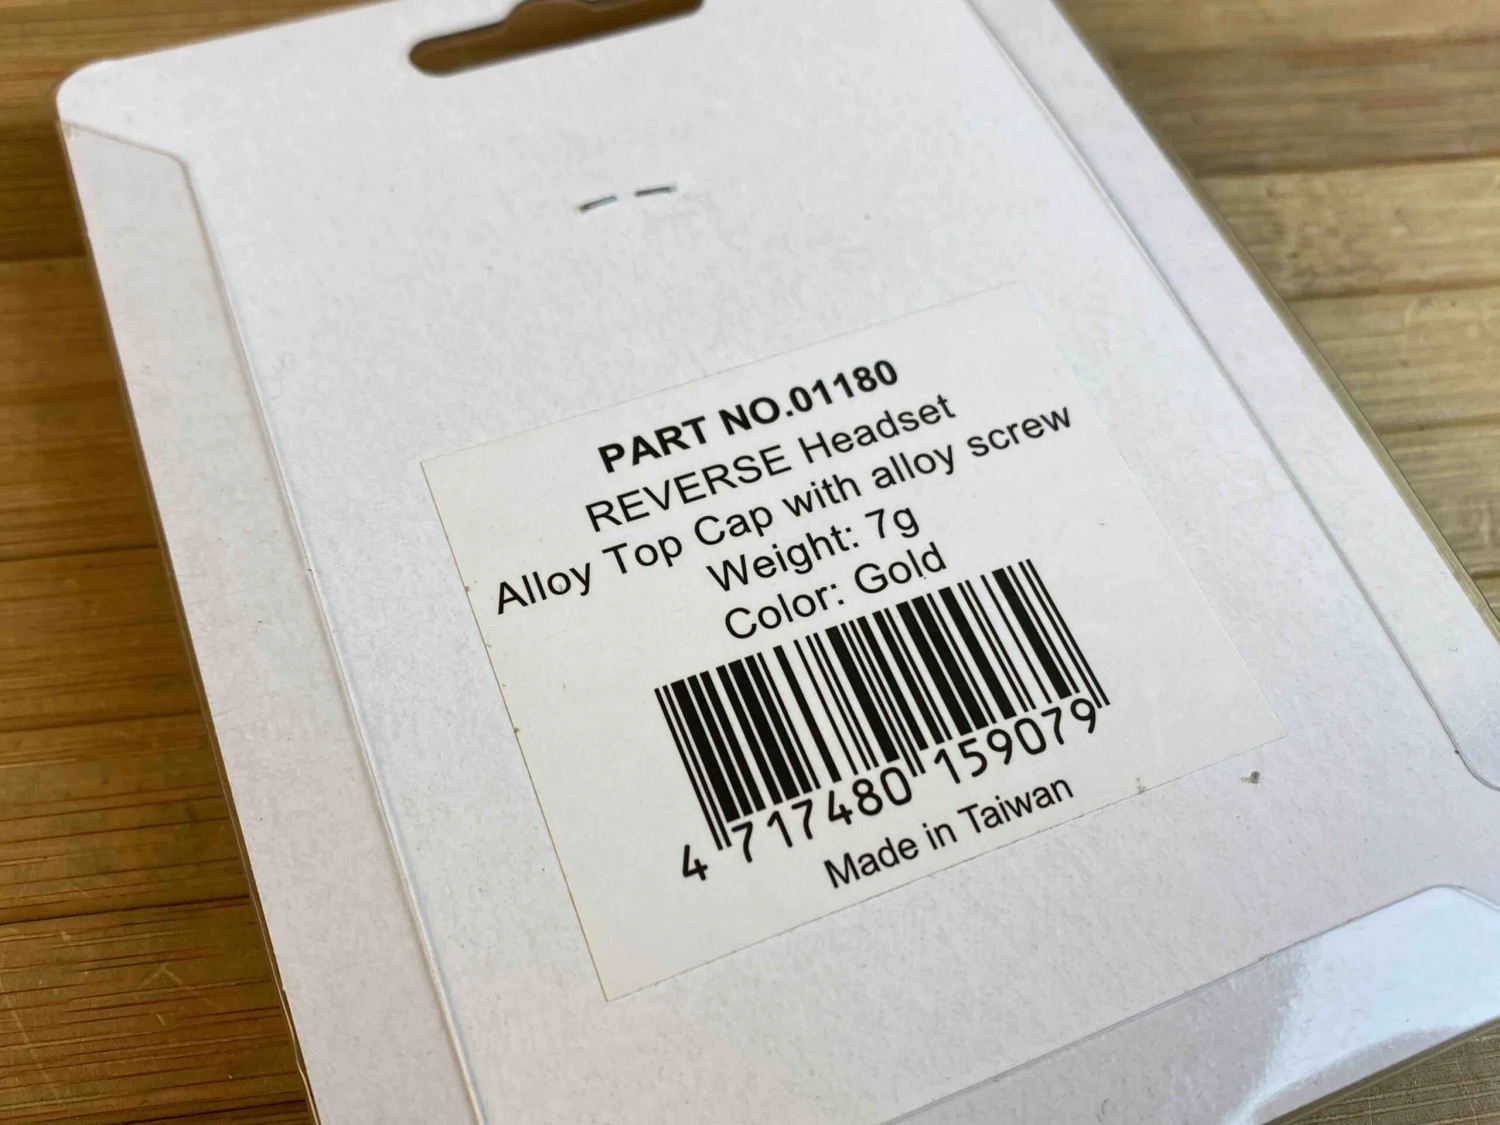 PART NO.01180
REVERSE Headset
Alloy Top Cap with alloy screw
Weight: 7g
Color: Gold
4 717480 159079
Made in Taiwan